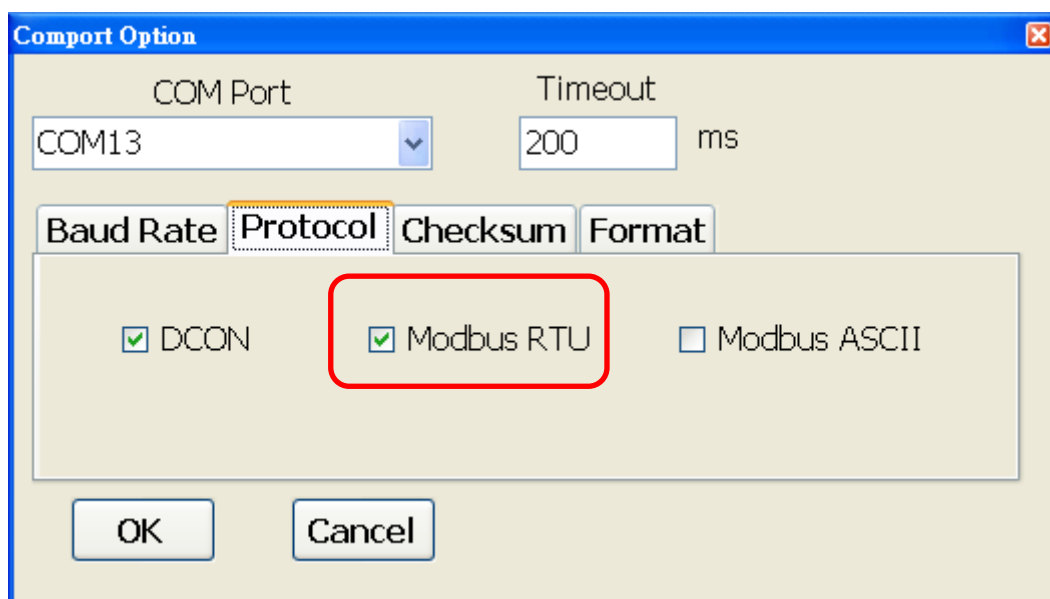 Comport Option
COM Port Timeout
COM13 200 ms
Baud Rate Protocol Checksum Format
DCON Modbus RTU Modbus ASCII
OK Cancel